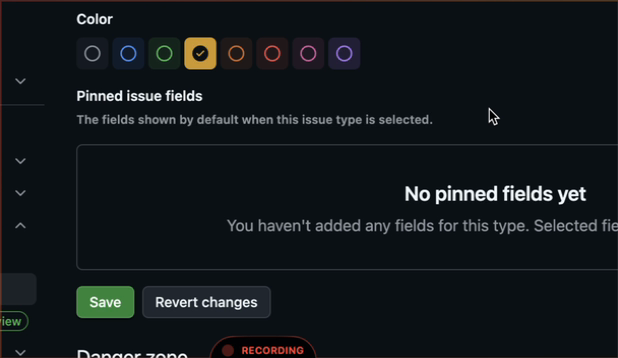 Color
Pinned issue fields
The fields shown by default when this issue type is selected.
No pinned fields yet
You haven't added any fields for this type. Selected fie
Save
Revert changes
iew
Danger zone
RECORDING